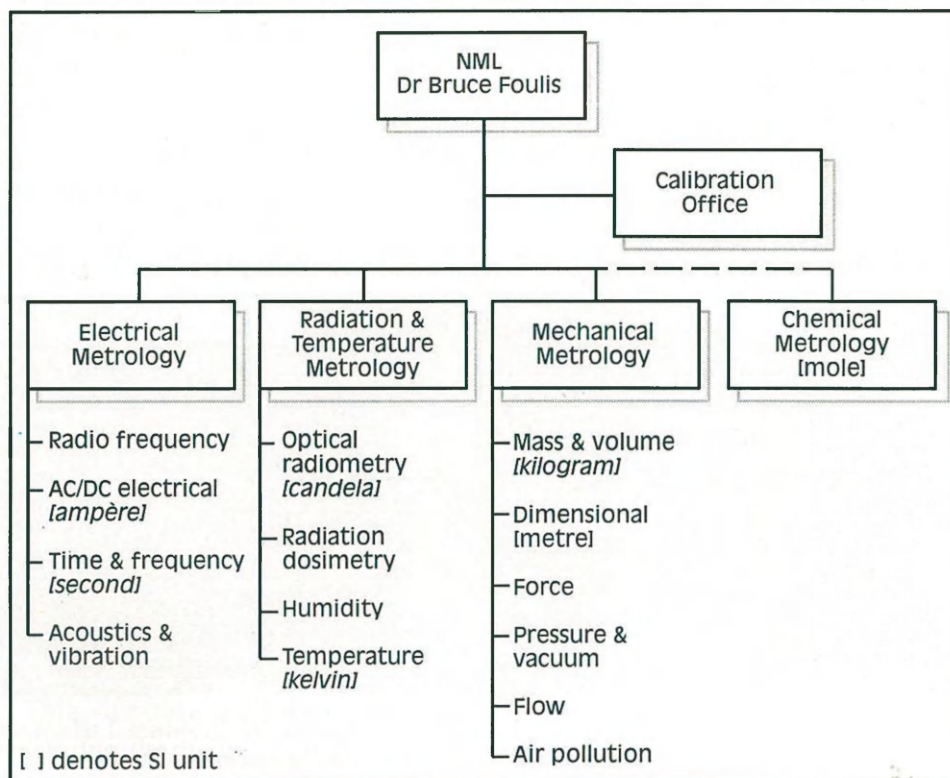 NML
Dr Bruce Foulis
Calibration
Office
Electrical
Metrology
Radio frequency
AC/DC electrical
[ampère]
Time & frequency
[second]
Acoustics &
vibration
Radiation &
Temperature
Metrology
Optical
radiometry
[candela]
Radiation
dosimetry
Humidity
Temperature
[kelvin]
Mechanical
Metrology
Mass & volume
[kilogram]
Dimensional
[metre]
Force
Pressure &
vacuum
Flow
Air pollution
Chemical
Metrology
[mole]
[ ] denotes SI unit